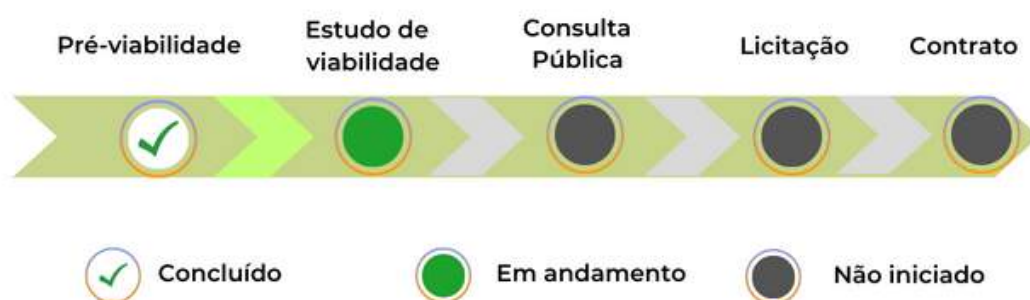 Pré-viabilidade
Estudo de
viabilidade
Consulta
Pública
Licitação
Contrato
Concluído
Em andamento
Não iniciado